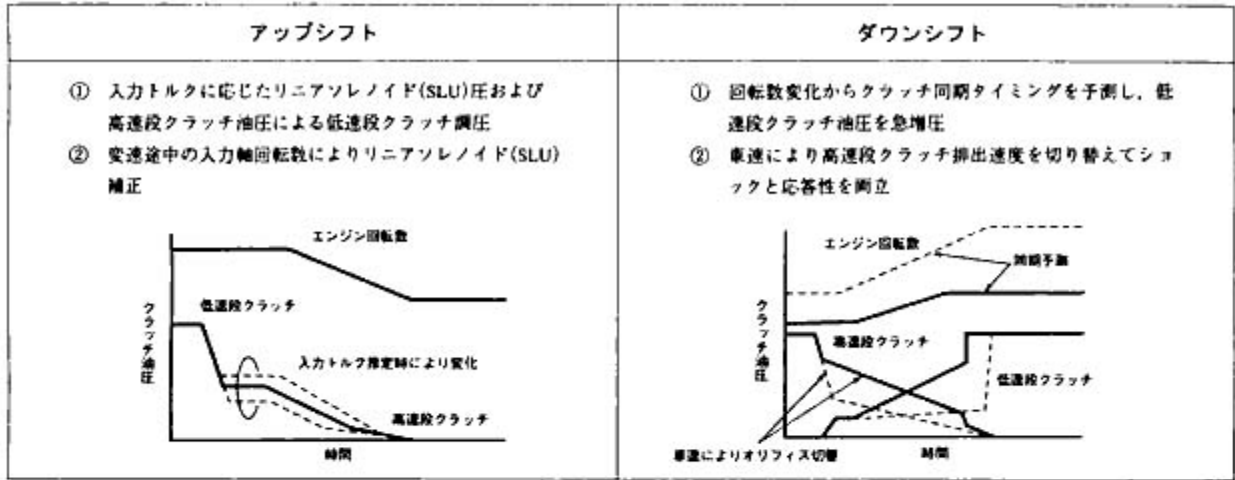 アップシフト
① 入力トルクに応じたリニアソレノイド(SLU)圧および
高速段クラッチ油圧による低速段クラッチ調圧
② 変速途中の入力軸回転数によりリニアソレノイド(SLU)
補正
エンジン回転数
低速段クラッチ
クラッチ油圧
入力トルク推定時により変化
高速段クラッチ
時間
ダウンシフト
① 回転数変化からクラッチ同期タイミングを予測し、低
速段クラッチ油圧を急増圧
② 車速により高速段クラッチ排出速度を切り替えてショ
ックと応答性を両立
エンジン回転数
同期予測
クラッチ油圧
高速段クラッチ
低速段クラッチ
車速によりオリフィス切替
時間